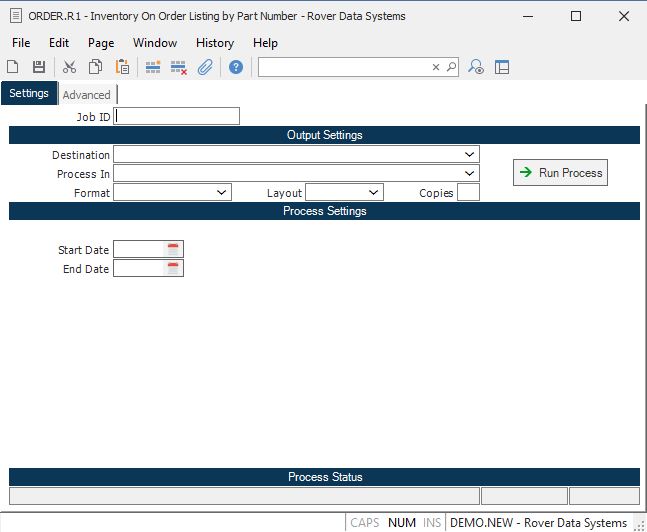 ORDER.R1 - Inventory On Order Listing by Part Number - Rover Data Systems
File Edit Page Window History Help
Settings Advanced
Job ID
Output Settings
Destination
Process In
Run Process
Format Layout Copies
Process Settings
Start Date
End Date
Process Status
CAPS NUM INS DEMO.NEW - Rover Data Systems